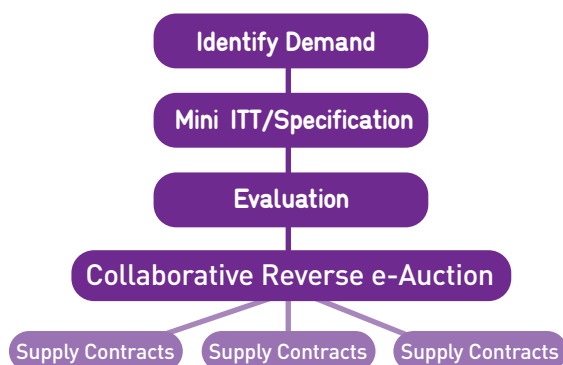 Identify Demand
Mini ITT/Specification
Evaluation
Collaborative Reverse e-Auction
Supply Contracts
Supply Contracts
Supply Contracts